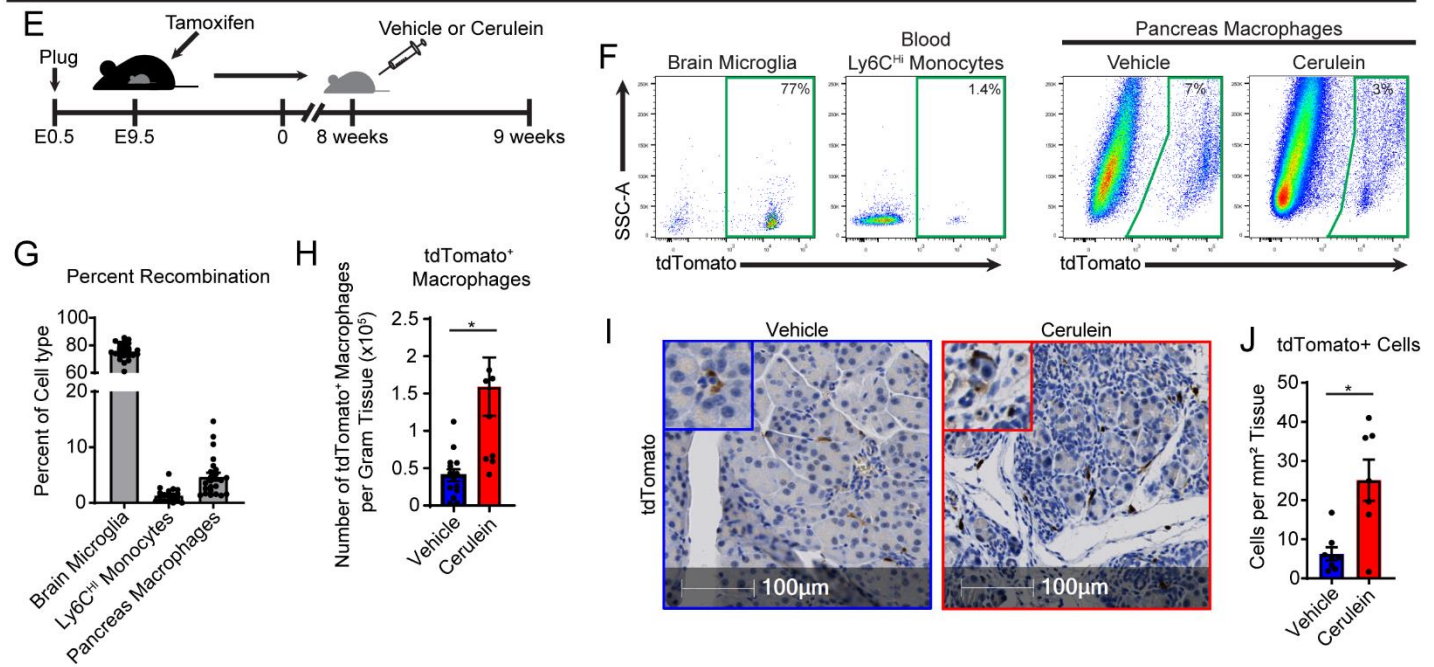 E
Tamoxifen
Plug
Vehicle or Cerulein
E0.5 E9.5 0 8 weeks 9 weeks
F
Brain Microglia
Blood
Ly6C^Hi Monocytes
Pancreas Macrophages
Vehicle Cerulein
77% 1.4% 7% 3%
SSC-A
tdTomato
tdTomato
G
Percent Recombination
Percent of Cell type
100
80
60
20
10
0
Brain Microglia
Ly6C^Hi Monocytes
Pancreas Macrophages
H
tdTomato⁺
Macrophages
Number of tdTomato⁺ Macrophages
per Gram Tissue (x10⁵)
2.5
2
1.5
1
0.5
0
*
Vehicle
Cerulein
I
Vehicle Cerulein
tdTomato
100µm 100µm
J
tdTomato+ Cells
Cells per mm² Tissue
50
40
30
20
10
0
*
Vehicle
Cerulein